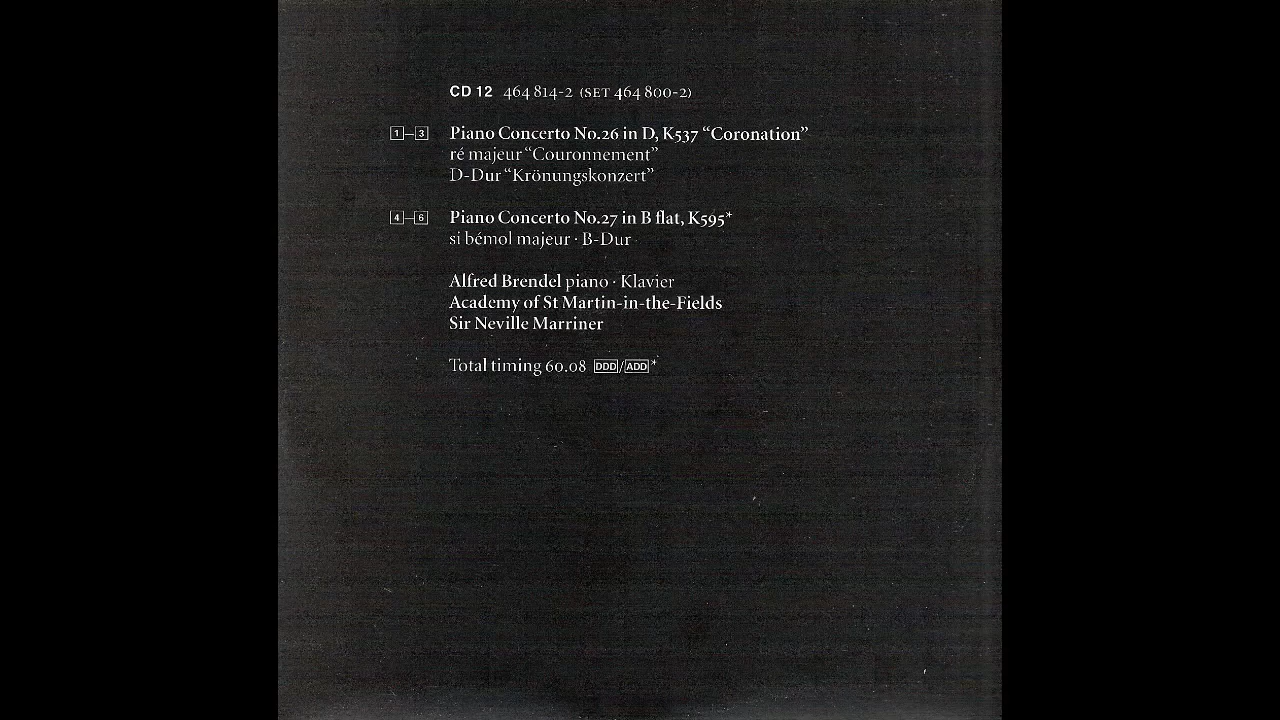 CD 12 464 814-2 (SET 464 800-2)
1–3 Piano Concerto No.26 in D, K537 “Coronation”
ré majeur “Couronnement”
D-Dur “Krönungskonzert”
4–6 Piano Concerto No.27 in B flat, K595*
si bémol majeur · B-Dur
Alfred Brendel piano · Klavier
Academy of St Martin-in-the-Fields
Sir Neville Marriner
Total timing 60.08 DDD/ADD*